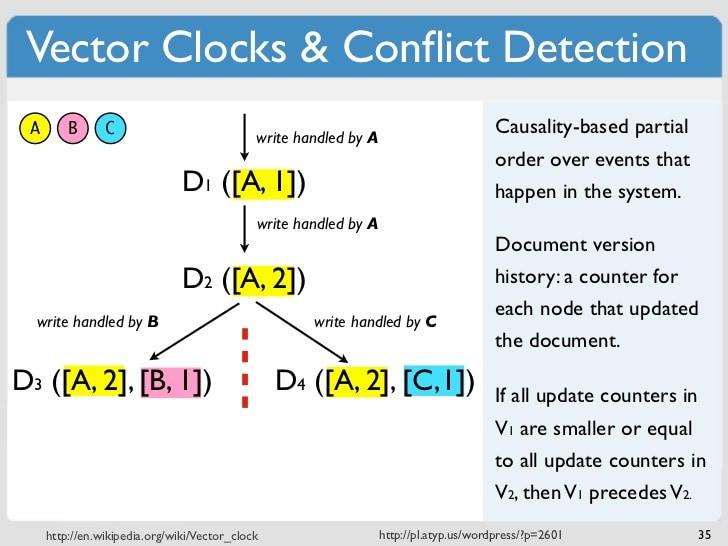 Vector Clocks & Conflict Detection
A B C
write handled by A
D1 ([A, 1])
write handled by A
D2 ([A, 2])
write handled by B
write handled by C
D3 ([A, 2], [B, 1])
D4 ([A, 2], [C,1])
Causality-based partial
order over events that
happen in the system.
Document version
history: a counter for
each node that updated
the document.
If all update counters in
V1 are smaller or equal
to all update counters in
V2, then V1 precedes V2.
http://en.wikipedia.org/wiki/Vector_clock
http://pl.atyp.us/wordpress/?p=2601
35